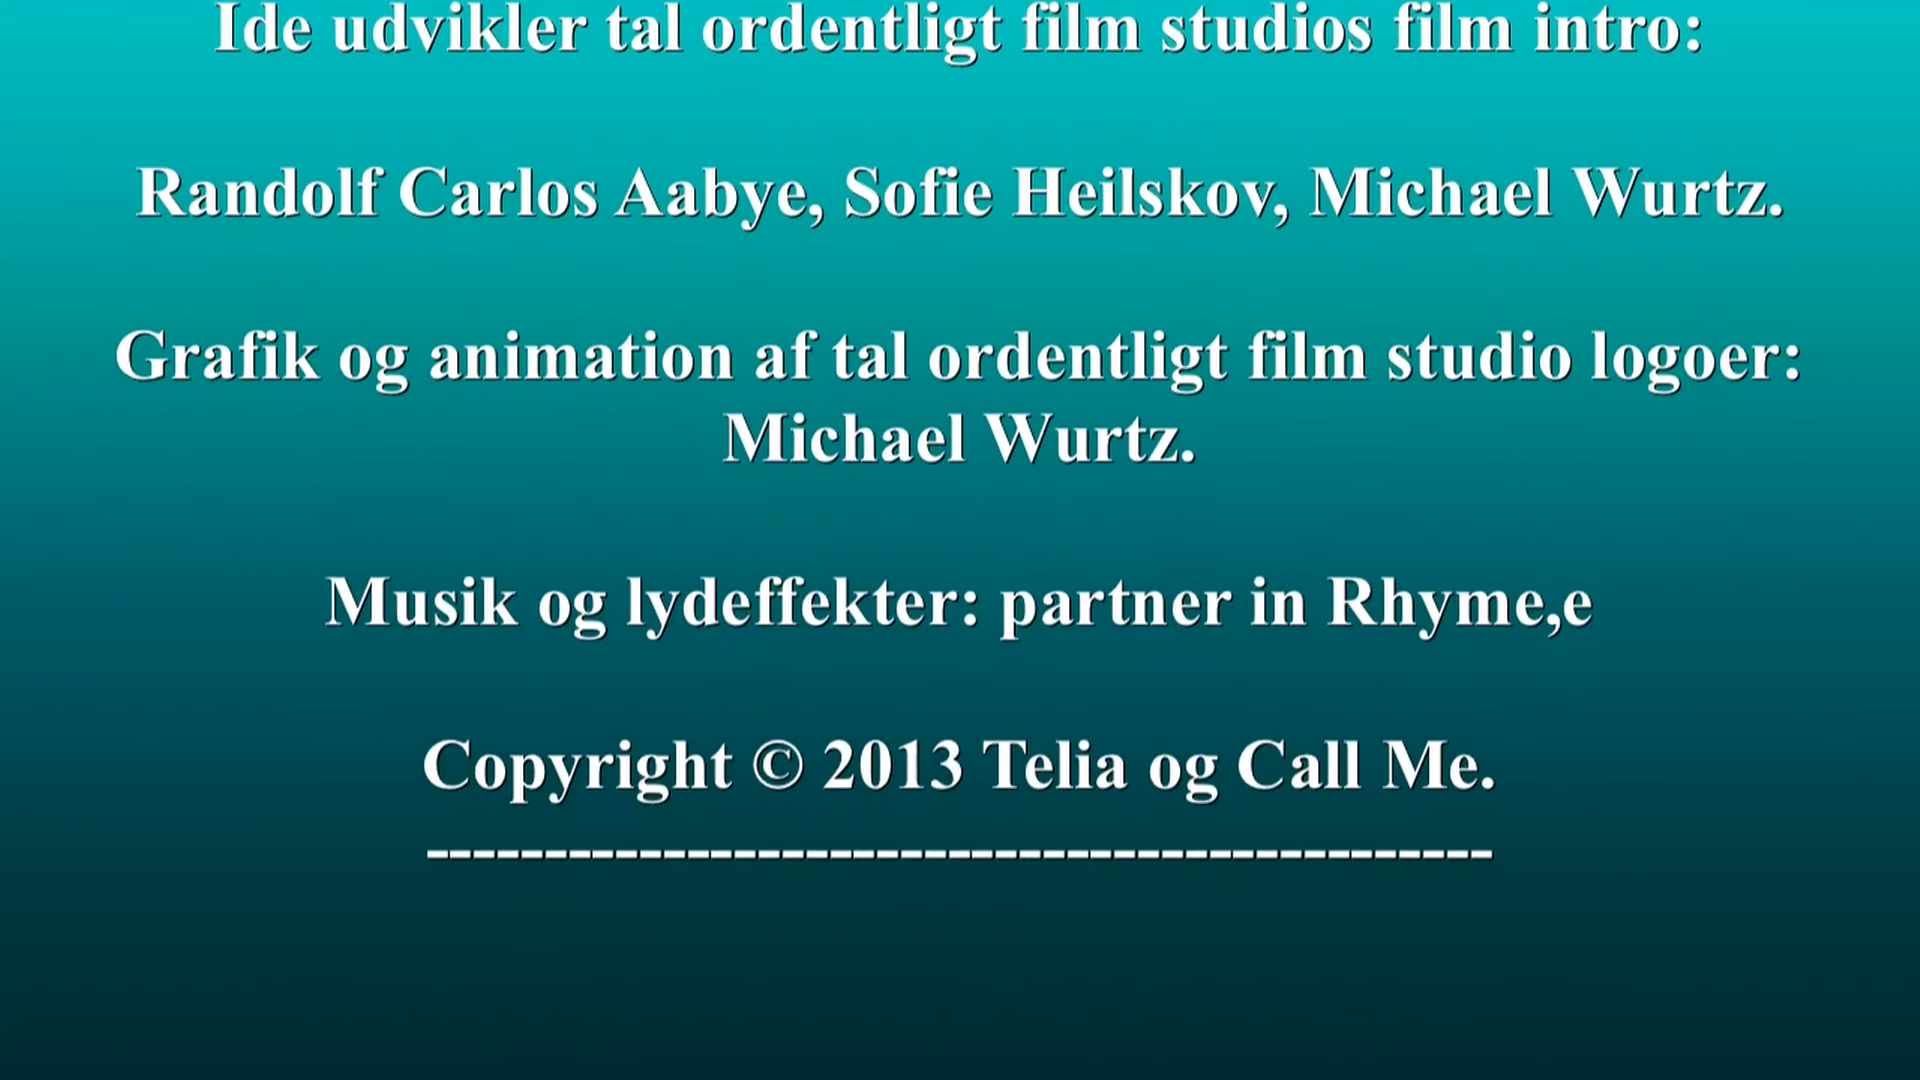 Ide udvikler tal ordentligt film studios film intro:
Randolf Carlos Aabye, Sofie Heilskov, Michael Wurtz.
Grafik og animation af tal ordentligt film studio logoer:
Michael Wurtz.
Musik og lydeffekter: partner in Rhyme,e
Copyright © 2013 Telia og Call Me.
---------------------------------------------